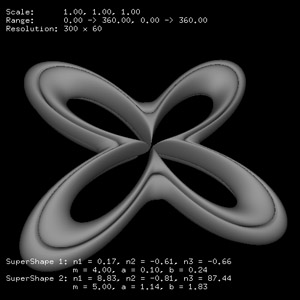 Scale: 1.00, 1.00, 1.00
Range: 0.00 -> 360.00, 0.00 -> 360.00
Resolution: 300 x 60
SuperShape 1: n1 = 0.17, n2 = -0.61, n3 = -0.66
m = 4.00, a = 0.10, b = 0.24
SuperShape 2: n1 = 8.83, n2 = -0.81, n3 = 87.44
m = 5.00, a = 1.14, b = 1.83